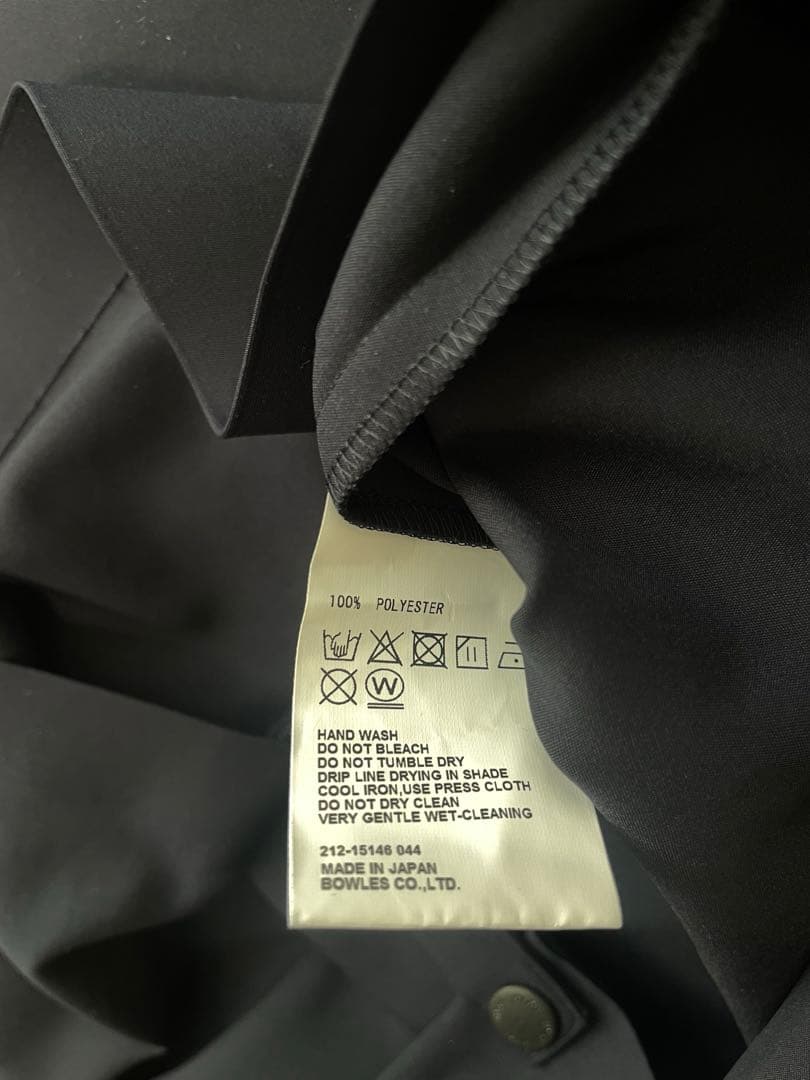 100% POLYESTER
W
HAND WASH
DO NOT BLEACH
DO NOT TUMBLE DRY
DRIP LINE DRYING IN SHADE
COOL IRON,USE PRESS CLOTH
DO NOT DRY CLEAN
VERY GENTLE WET-CLEANING
212-15146 044
MADE IN JAPAN
BOWLES CO.,LTD.